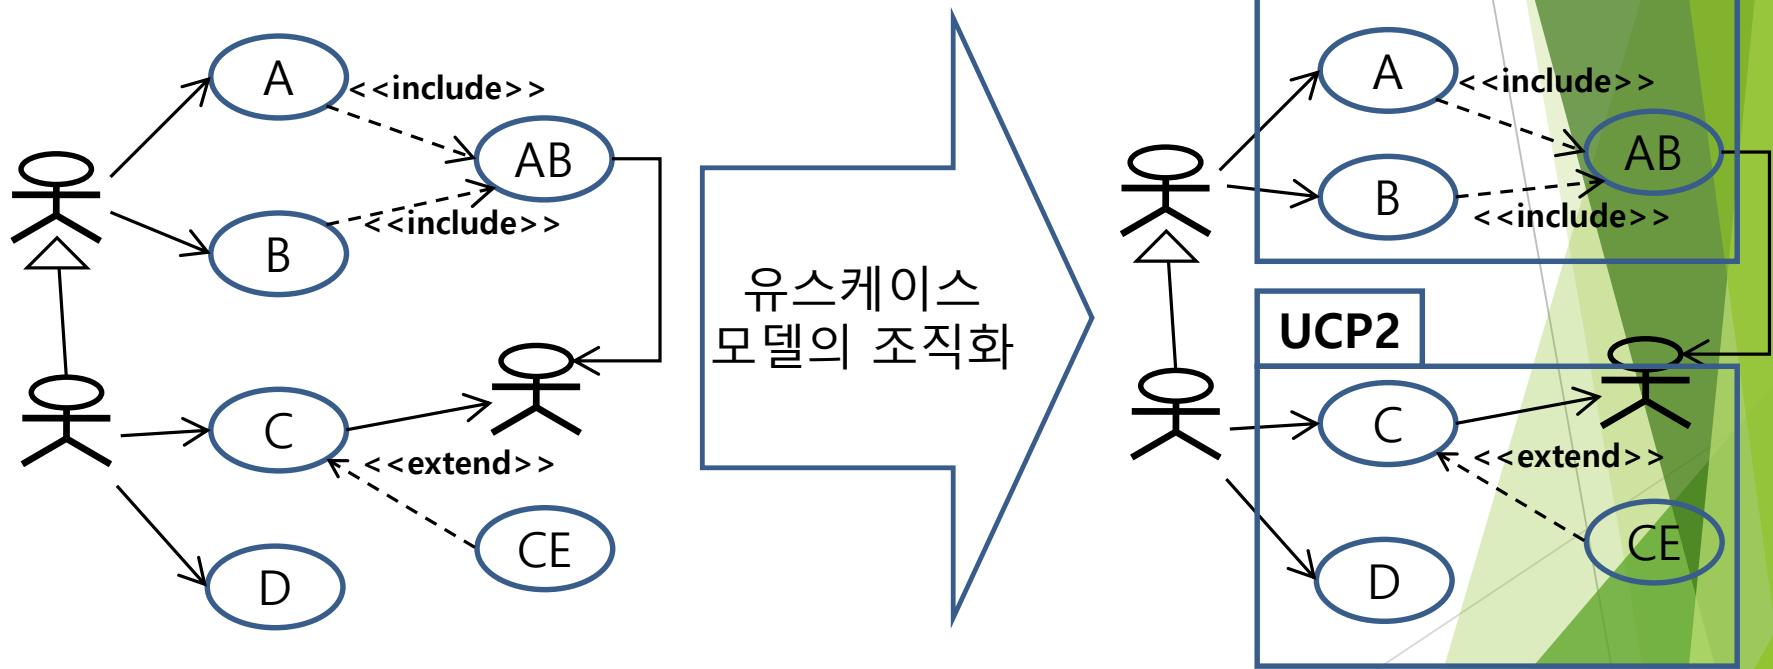 A
<<include>>
AB
B
<<include>>
C
<<extend>>
CE
D
유스케이스
모델의 조직화
A
<<include>>
AB
B
<<include>>
UCP2
C
<<extend>>
CE
D